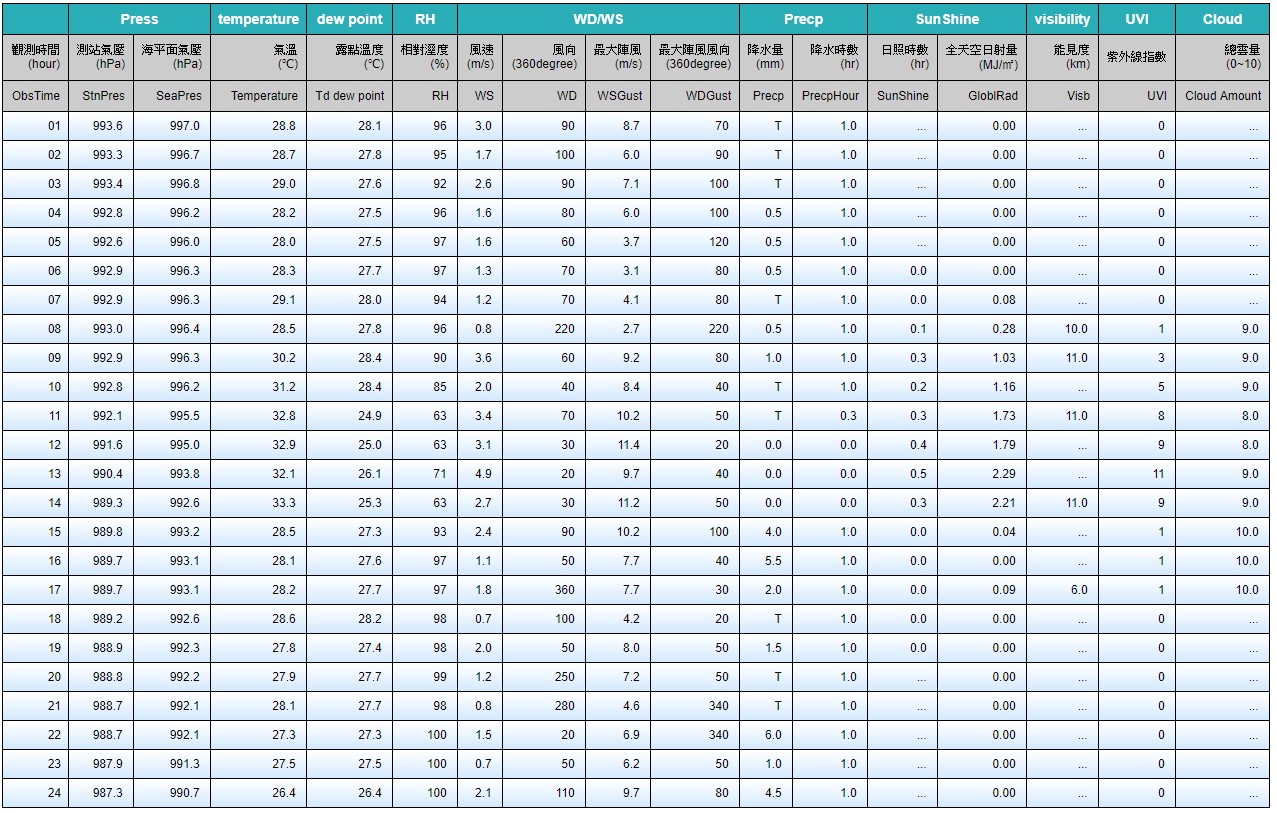 Press temperature dew point RH WD/WS Precp SunShine visibility UVI Cloud
觀測時間 測站氣壓 海平面氣壓 氣溫 露點溫度 相對溼度 風速 風向 最大陣風 最大陣風風向 降水量 降水時數 日照時數 全天空日射量 能見度 紫外線指數 總雲量
(hour) (hPa) (hPa) (℃) (℃) (%) (m/s) (360degree) (m/s) (360degree) (mm) (hr) (hr) (MJ/㎡) (km) (0~10)
ObsTime StnPres SeaPres Temperature Td dew point RH WS WD WSGust WDGust Precp PrecpHour SunShine GloblRad Visb UVI Cloud Amount
01 993.6 997.0 28.8 28.1 96 3.0 90 8.7 70 T 1.0 ... 0.00 ... 0 ...
02 993.3 996.7 28.7 27.8 95 1.7 100 6.0 90 T 1.0 ... 0.00 ... 0 ...
03 993.4 996.8 29.0 27.6 92 2.6 90 7.1 100 T 1.0 ... 0.00 ... 0 ...
04 992.8 996.2 28.2 27.5 96 1.6 80 6.0 100 0.5 1.0 ... 0.00 ... 0 ...
05 992.6 996.0 28.0 27.5 97 1.6 60 3.7 120 0.5 1.0 ... 0.00 ... 0 ...
06 992.9 996.3 28.3 27.7 97 1.3 70 3.1 80 0.5 1.0 0.0 0.00 ... 0 ...
07 992.9 996.3 29.1 28.0 94 1.2 70 4.1 80 T 1.0 0.0 0.08 ... 0 ...
08 993.0 996.4 28.5 27.8 96 0.8 220 2.7 220 0.5 1.0 0.1 0.28 10.0 1 9.0
09 992.9 996.3 30.2 28.4 90 3.6 60 9.2 80 1.0 1.0 0.3 1.03 11.0 3 9.0
10 992.8 996.2 31.2 28.4 85 2.0 40 8.4 40 T 1.0 0.2 1.16 ... 5 9.0
11 992.1 995.5 32.8 24.9 63 3.4 70 10.2 50 T 0.3 0.3 1.73 11.0 8 8.0
12 991.6 995.0 32.9 25.0 63 3.1 30 11.4 20 0.0 0.0 0.4 1.79 ... 9 8.0
13 990.4 993.8 32.1 26.1 71 4.9 20 9.7 40 0.0 0.0 0.5 2.29 ... 11 9.0
14 989.3 992.6 33.3 25.3 63 2.7 30 11.2 50 0.0 0.0 0.3 2.21 11.0 9 9.0
15 989.8 993.2 28.5 27.3 93 2.4 90 10.2 100 4.0 1.0 0.0 0.04 ... 1 10.0
16 989.7 993.1 28.1 27.6 97 1.1 50 7.7 40 5.5 1.0 0.0 0.00 ... 1 10.0
17 989.7 993.1 28.2 27.7 97 1.8 360 7.7 30 2.0 1.0 0.0 0.09 6.0 1 10.0
18 989.2 992.6 28.6 28.2 98 0.7 100 4.2 20 T 1.0 0.0 0.00 ... 0 ...
19 988.9 992.3 27.8 27.4 98 2.0 50 8.0 50 1.5 1.0 0.0 0.00 ... 0 ...
20 988.8 992.2 27.9 27.7 99 1.2 250 7.2 50 T 1.0 ... 0.00 ... 0 ...
21 988.7 992.1 28.1 27.7 98 0.8 280 4.6 340 T 1.0 ... 0.00 ... 0 ...
22 988.7 992.1 27.3 27.3 100 1.5 20 6.9 340 6.0 1.0 ... 0.00 ... 0 ...
23 987.9 991.3 27.5 27.5 100 0.7 50 6.2 50 1.0 1.0 ... 0.00 ... 0 ...
24 987.3 990.7 26.4 26.4 100 2.1 110 9.7 80 4.5 1.0 ... 0.00 ... 0 ...